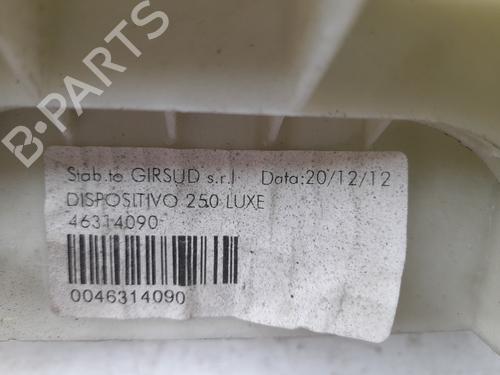 Stab.to GIRSUD s.r.l Data:20/12/12
DISPOSITIVO 250 LUXE
46314090
0046314090
B-PARTS